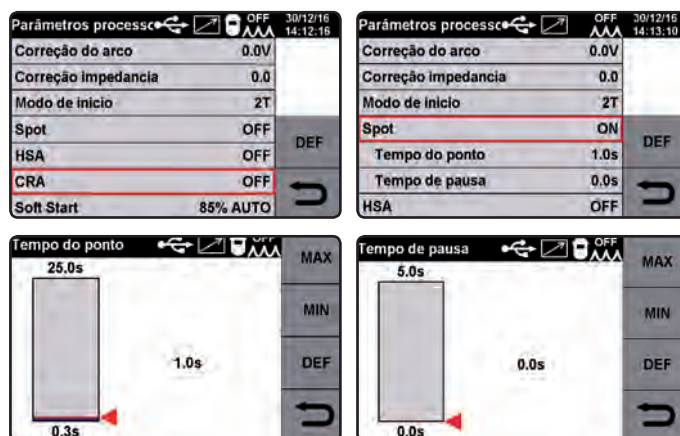 Parâmetros processo OFF 30/12/16
14:12:16
Correção do arco 0.0V
Correção impedancia 0.0
Modo de inicio 2T
Spot OFF
HSA OFF
CRA OFF
Soft Start 85% AUTO
DEF
Parâmetros processo OFF 30/12/16
14:13:10
Correção do arco 0.0V
Correção impedancia 0.0
Modo de inicio 2T
Spot ON
Tempo do ponto 1.0s
Tempo de pausa 0.0s
HSA OFF
DEF
Tempo do ponto OFF
25.0s
1.0s
0.3s
MAX
MIN
DEF
Tempo de pausa OFF
5.0s
0.0s
0.0s
MAX
MIN
DEF